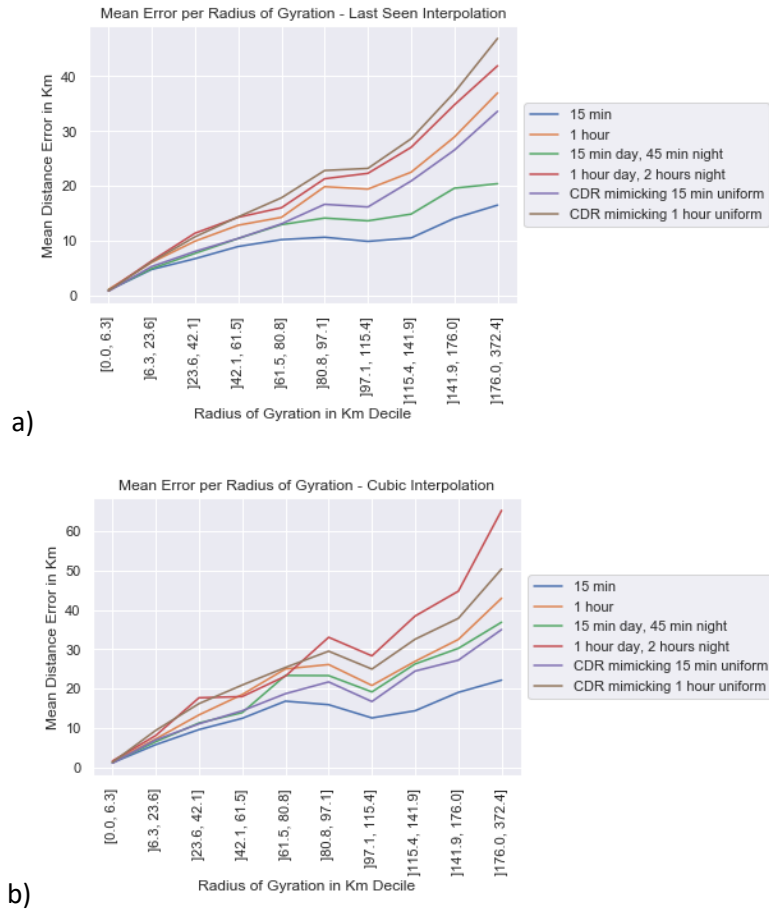 Mean Error per Radius of Gyration - Last Seen Interpolation
Mean Distance Error in Km
40
30
20
10
0
[0.0, 6.3]
]6.3, 23.6]
]23.6, 42.1]
]42.1, 61.5]
]61.5, 80.8]
]80.8, 97.1]
]97.1, 115.4]
]115.4, 141.9]
]141.9, 176.0]
]176.0, 372.4]
Radius of Gyration in Km Decile
15 min
1 hour
15 min day, 45 min night
1 hour day, 2 hours night
CDR mimicking 15 min uniform
CDR mimicking 1 hour uniform
a)
Mean Error per Radius of Gyration - Cubic Interpolation
Mean Distance Error in Km
60
50
40
30
20
10
0
[0.0, 6.3]
]6.3, 23.6]
]23.6, 42.1]
]42.1, 61.5]
]61.5, 80.8]
]80.8, 97.1]
]97.1, 115.4]
]115.4, 141.9]
]141.9, 176.0]
]176.0, 372.4]
Radius of Gyration in Km Decile
15 min
1 hour
15 min day, 45 min night
1 hour day, 2 hours night
CDR mimicking 15 min uniform
CDR mimicking 1 hour uniform
b)